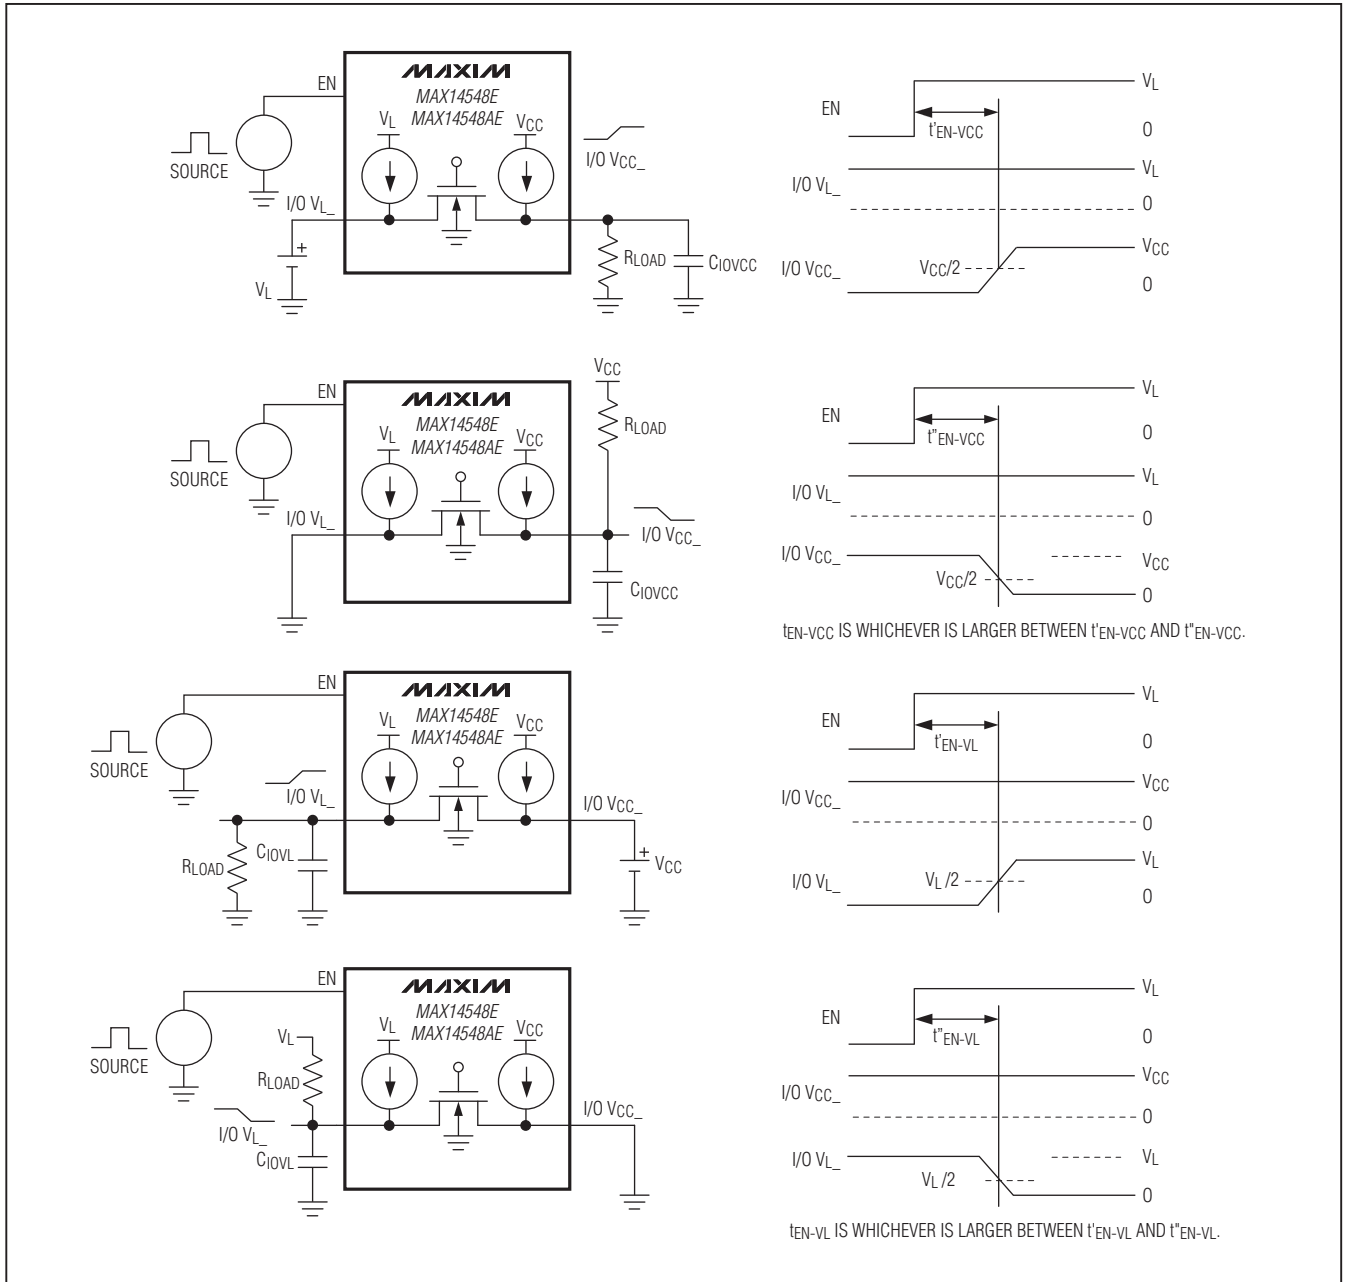 EN
MAXIM
MAX14548E
MAX14548AE
VL
VCC
SOURCE
I/O VL_
VL
+
I/O VCC_
RLOAD
CIOVCC
EN
t'EN-VCC
VL
0
I/O VL_
VL
0
I/O VCC_
VCC/2
VCC
0
EN
MAXIM
MAX14548E
MAX14548AE
VL
VCC
SOURCE
I/O VL_
VCC
RLOAD
I/O VCC_
CIOVCC
EN
t"EN-VCC
VL
0
I/O VL_
VL
0
I/O VCC_
VCC/2
VCC
0
tEN-VCC IS WHICHEVER IS LARGER BETWEEN t'EN-VCC AND t"EN-VCC.
EN
MAXIM
MAX14548E
MAX14548AE
VL
VCC
SOURCE
I/O VL_
RLOAD
CIOVL
I/O VCC_
+
VCC
EN
t'EN-VL
VL
0
I/O VCC_
VCC
0
I/O VL_
VL/2
VL
0
EN
MAXIM
MAX14548E
MAX14548AE
VL
VCC
SOURCE
VL
RLOAD
I/O VL_
CIOVL
I/O VCC_
EN
t"EN-VL
VL
0
I/O VCC_
VCC
0
I/O VL_
VL/2
VL
0
tEN-VL IS WHICHEVER IS LARGER BETWEEN t'EN-VL AND t"EN-VL.